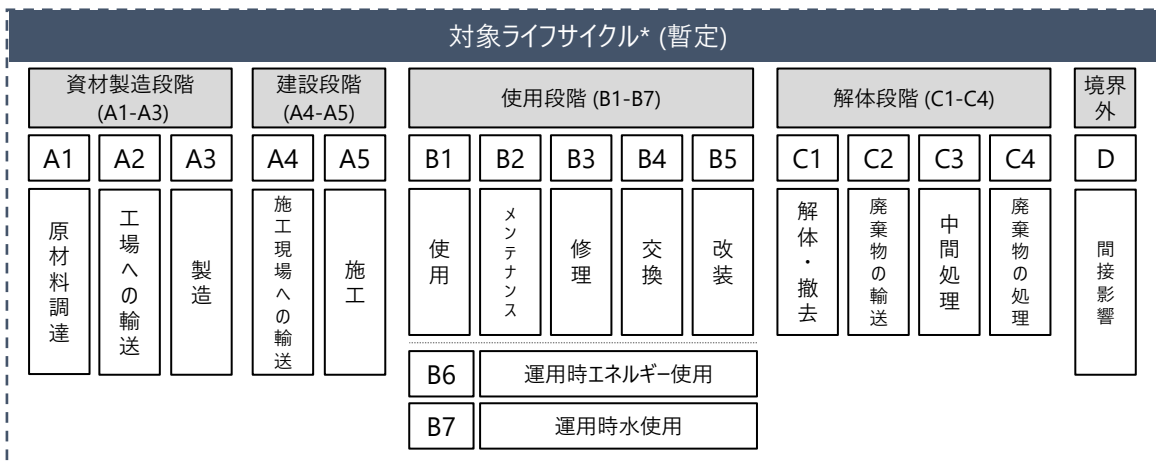 対象ライフサイクル* (暫定)
資材製造段階
(A1-A3)
建設段階
(A4-A5)
使用段階 (B1-B7)
解体段階 (C1-C4)
境界
外
A1
A2
A3
A4
A5
B1
B2
B3
B4
B5
C1
C2
C3
C4
D
原材料調達
工場への輸送
製造
施工現場への輸送
施工
使用
メンテナンス
修理
交換
改装
解体・撤去
廃棄物の輸送
中間処理
廃棄物の処理
間接影響
B6
運用時エネルギー使用
B7
運用時水使用